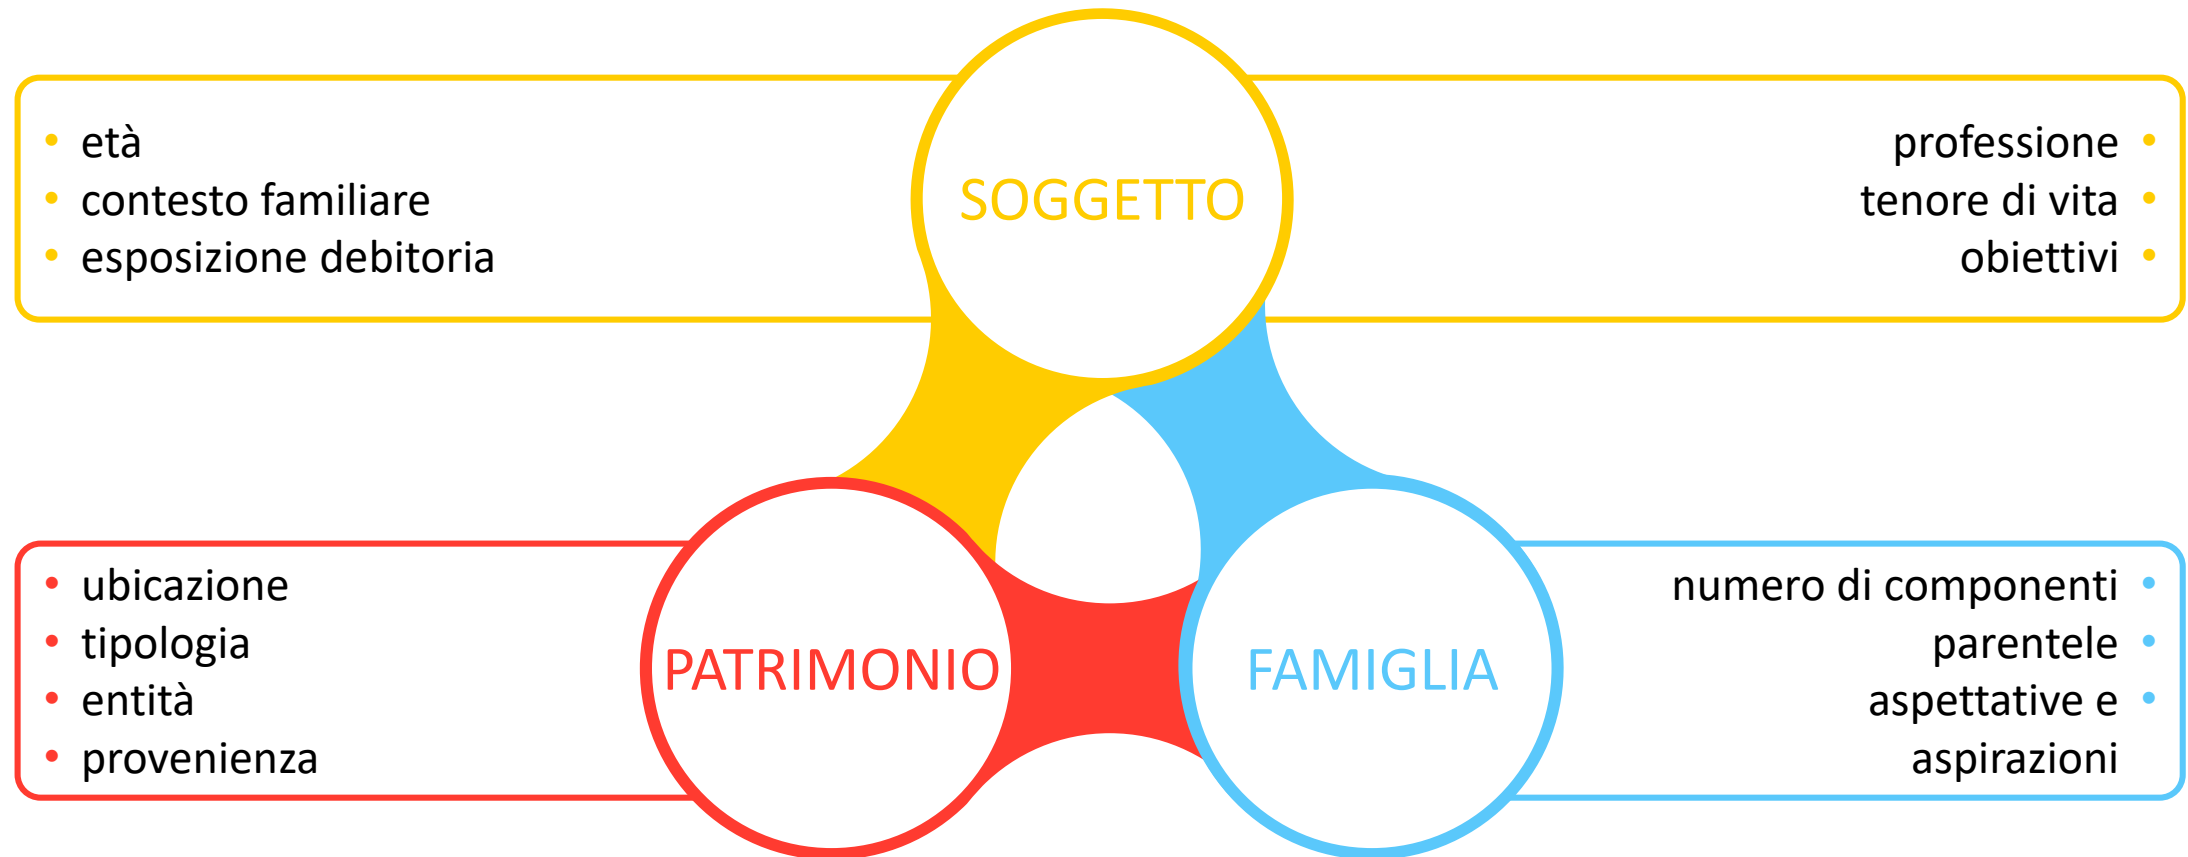 • età
• contesto familiare
• esposizione debitoria
SOGGETTO
professione •
tenore di vita •
obiettivi •
• ubicazione
• tipologia
• entità
• provenienza
PATRIMONIO
FAMIGLIA
numero di componenti •
parentele •
aspettative e •
aspirazioni